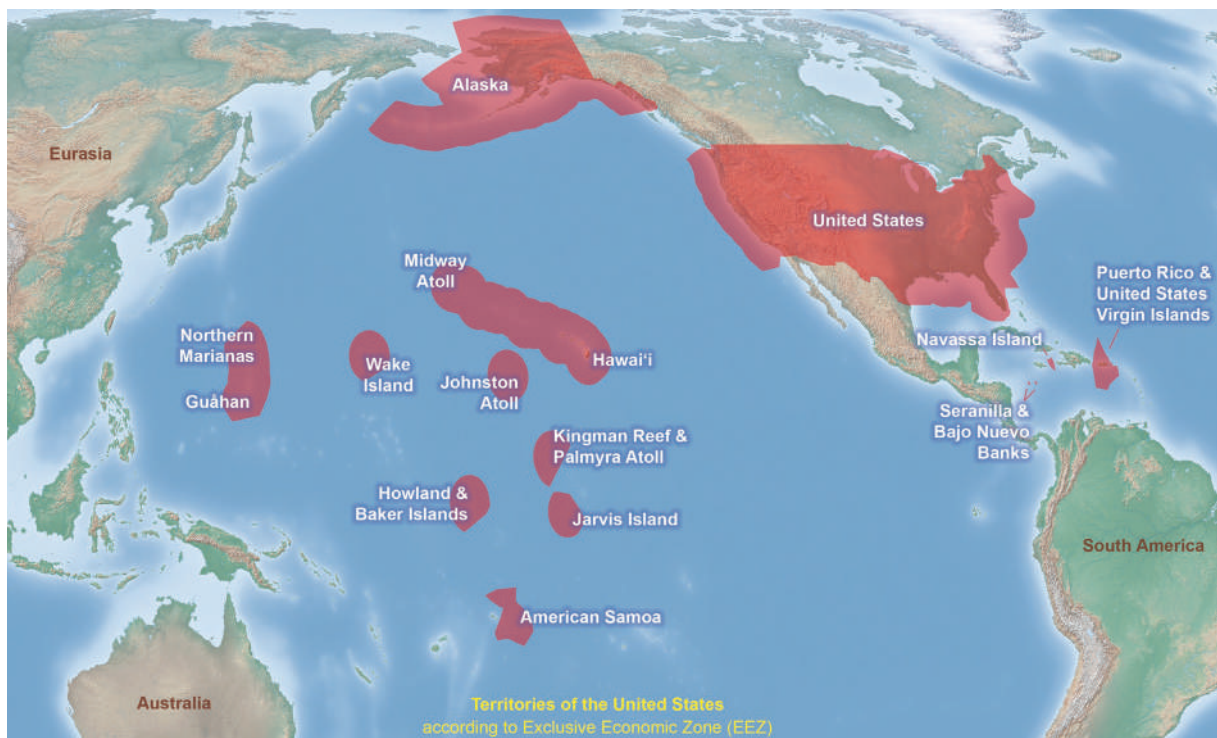 Alaska
Eurasia
United States
Midway
Atoll
Puerto Rico &
United States
Virgin Islands
Northern
Marianas
Navassa Island
Wake
Island
Hawai‘i
Johnston
Atoll
Guåhan
Seranilla &
Bajo Nuevo
Banks
Kingman Reef &
Palmyra Atoll
Howland &
Baker Islands
Jarvis Island
South America
American Samoa
Australia
Territories of the United States
according to Exclusive Economic Zone (EEZ)